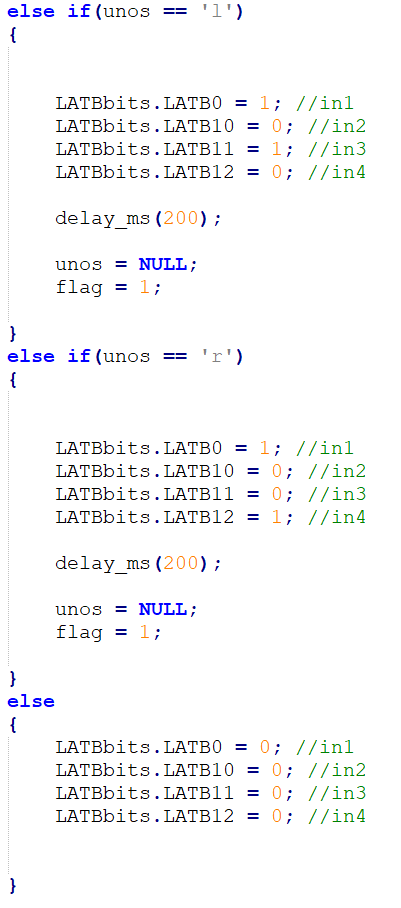 else if(unos == 'l')
{
LATBbits.LATB0 = 1; //in1
LATBbits.LATB10 = 0; //in2
LATBbits.LATB11 = 1; //in3
LATBbits.LATB12 = 0; //in4
delay_ms(200);
unos = NULL;
flag = 1;
}
else if(unos == 'r')
{
LATBbits.LATB0 = 1; //in1
LATBbits.LATB10 = 0; //in2
LATBbits.LATB11 = 0; //in3
LATBbits.LATB12 = 1; //in4
delay_ms(200);
unos = NULL;
flag = 1;
}
else
{
LATBbits.LATB0 = 0; //in1
LATBbits.LATB10 = 0; //in2
LATBbits.LATB11 = 0; //in3
LATBbits.LATB12 = 0; //in4
}